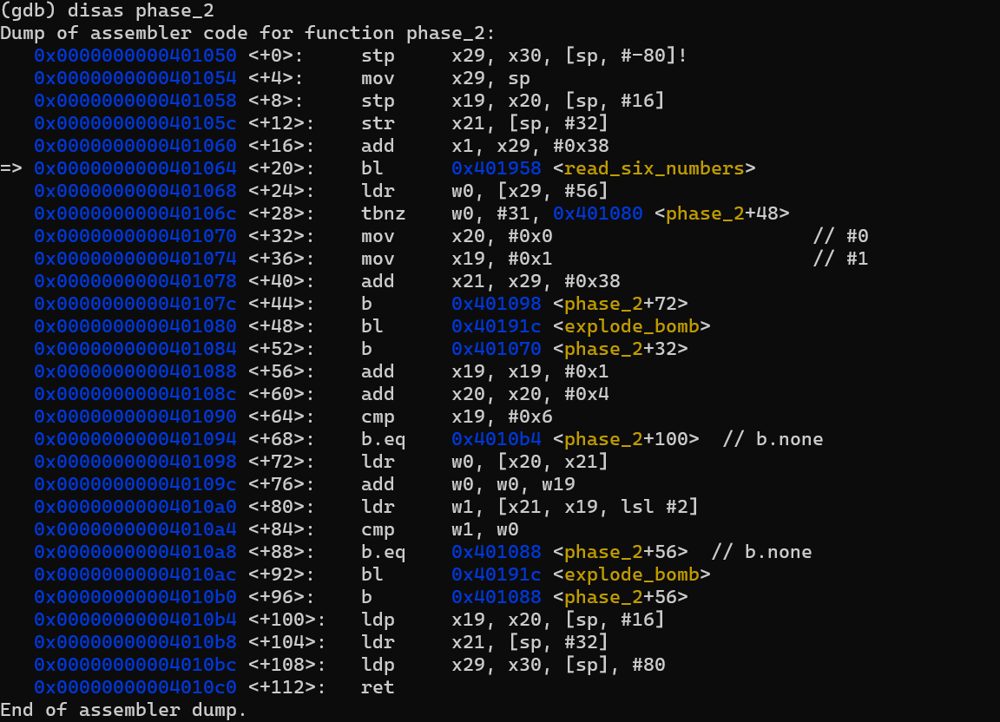 (gdb) disas phase_2
Dump of assembler code for function phase_2:
   0x0000000000401050 <+0>:     stp     x29, x30, [sp, #-80]!
   0x0000000000401054 <+4>:     mov     x29, sp
   0x0000000000401058 <+8>:     stp     x19, x20, [sp, #16]
   0x000000000040105c <+12>:    str     x21, [sp, #32]
   0x0000000000401060 <+16>:    add     x1, x29, #0x38
=> 0x0000000000401064 <+20>:    bl      0x401958 <read_six_numbers>
   0x0000000000401068 <+24>:    ldr     w0, [x29, #56]
   0x000000000040106c <+28>:    tbnz    w0, #31, 0x401080 <phase_2+48>
   0x0000000000401070 <+32>:    mov     x20, #0x0                       // #0
   0x0000000000401074 <+36>:    mov     x19, #0x1                       // #1
   0x0000000000401078 <+40>:    add     x21, x29, #0x38
   0x000000000040107c <+44>:    b       0x401098 <phase_2+72>
   0x0000000000401080 <+48>:    bl      0x40191c <explode_bomb>
   0x0000000000401084 <+52>:    b       0x401070 <phase_2+32>
   0x0000000000401088 <+56>:    add     x19, x19, #0x1
   0x000000000040108c <+60>:    add     x20, x20, #0x4
   0x0000000000401090 <+64>:    cmp     x19, #0x6
   0x0000000000401094 <+68>:    b.eq    0x4010b4 <phase_2+100>  // b.none
   0x0000000000401098 <+72>:    ldr     w0, [x20, x21]
   0x000000000040109c <+76>:    add     w0, w0, w19
   0x00000000004010a0 <+80>:    ldr     w1, [x21, x19, lsl #2]
   0x00000000004010a4 <+84>:    cmp     w1, w0
   0x00000000004010a8 <+88>:    b.eq    0x401088 <phase_2+56>  // b.none
   0x00000000004010ac <+92>:    bl      0x40191c <explode_bomb>
   0x00000000004010b0 <+96>:    b       0x401088 <phase_2+56>
   0x00000000004010b4 <+100>:   ldp     x19, x20, [sp, #16]
   0x00000000004010b8 <+104>:   ldr     x21, [sp, #32]
   0x00000000004010bc <+108>:   ldp     x29, x30, [sp], #80
   0x00000000004010c0 <+112>:   ret
End of assembler dump.